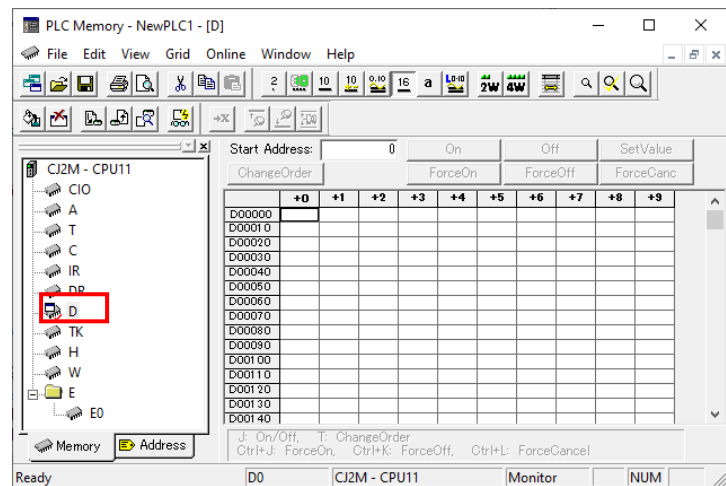 PLC Memory - NewPLC1 - [D]
File Edit View Grid Online Window Help
2 10 10 0.10 16 a L0-10 2W 4W
Start Address: 0 On Off SetValue
ChangeOrder ForceOn ForceOff ForceCanc
CJ2M - CPU11
CIO
A
T
C
IR
DR
D
TK
H
W
E
E0
Memory Address
+0 +1 +2 +3 +4 +5 +6 +7 +8 +9
D00000
D00010
D00020
D00030
D00040
D00050
D00060
D00070
D00080
D00090
D00100
D00110
D00120
D00130
D00140
J: On/Off, T: ChangeOrder
Ctrl+J: ForceOn, Ctrl+K: ForceOff, Ctrl+L: ForceCancel
Ready D0 CJ2M - CPU11 Monitor NUM